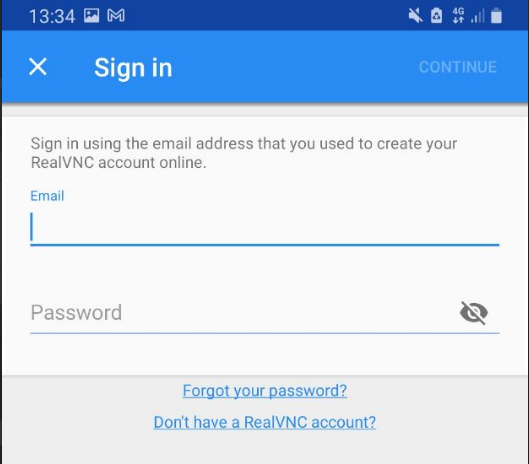 13:34
4G
Sign in
CONTINUE
Sign in using the email address that you used to create your
RealVNC account online.
Email
Password
Forgot your password?
Don't have a RealVNC account?